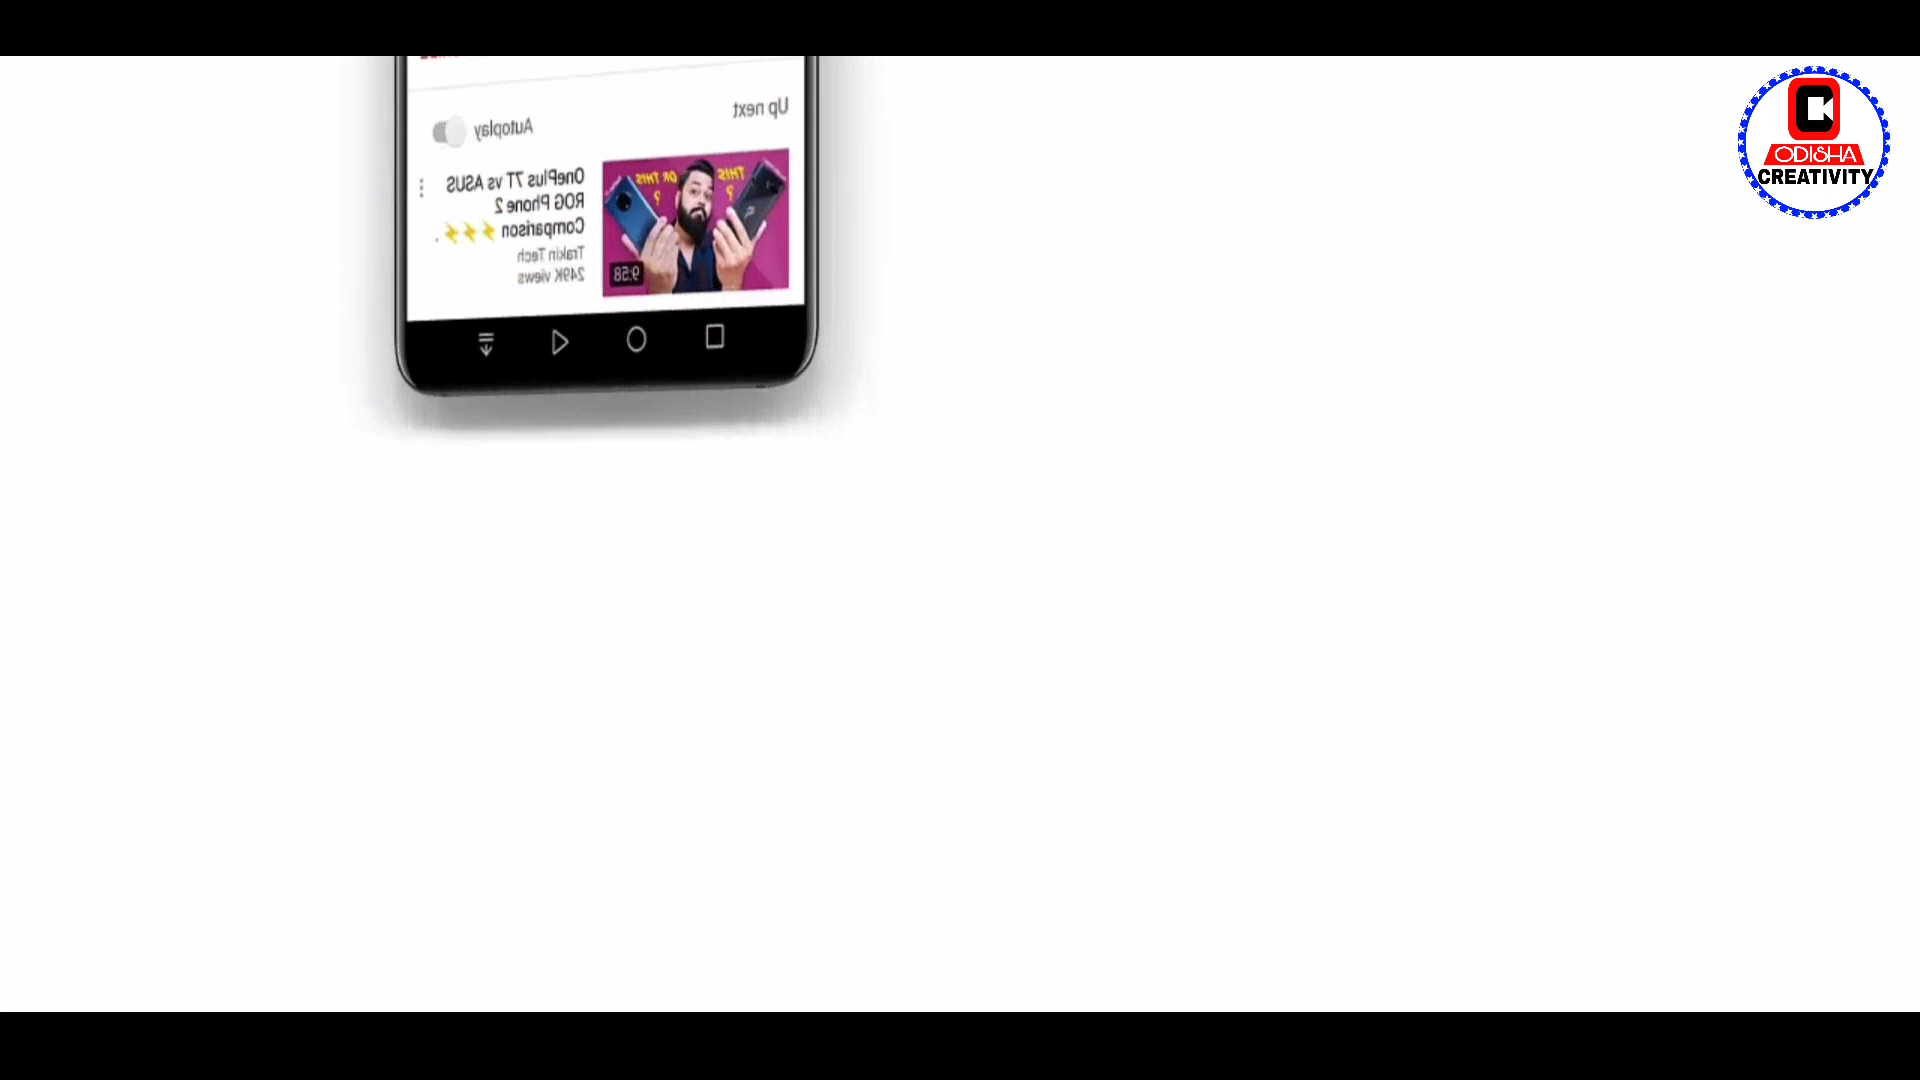 Up next
Autoplay
OnePlus 7T vs ASUS
ROG Phone 2
Comparison ⚡⚡⚡
Trakin Tech
249K views
THIS
?
OR THIS
?
9:58
ODISHA
CREATIVITY